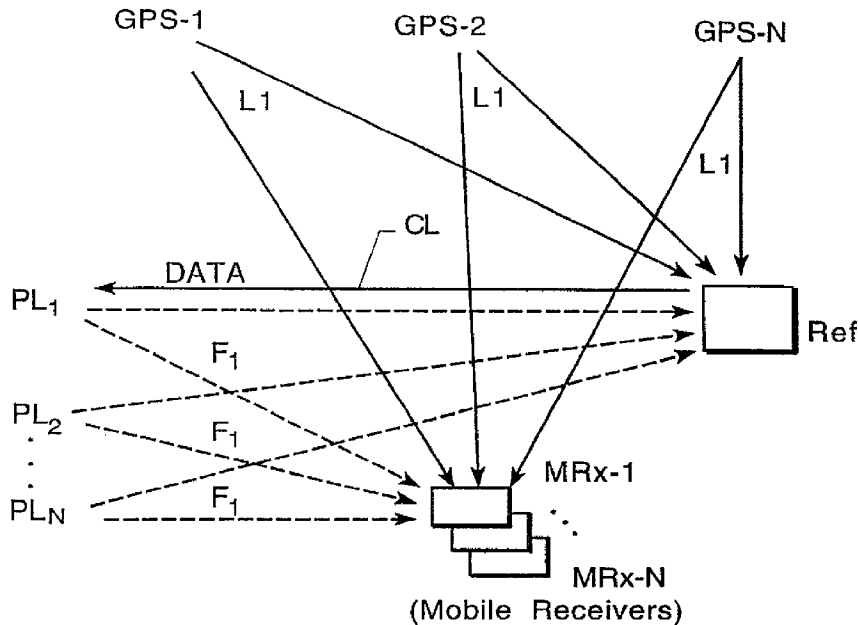 GPS-1
GPS-2
GPS-N
L1
L1
L1
CL
DATA
PL1
Ref
F1
PL2
F1
MRx-1
PLN
F1
MRx-N
(Mobile Receivers)